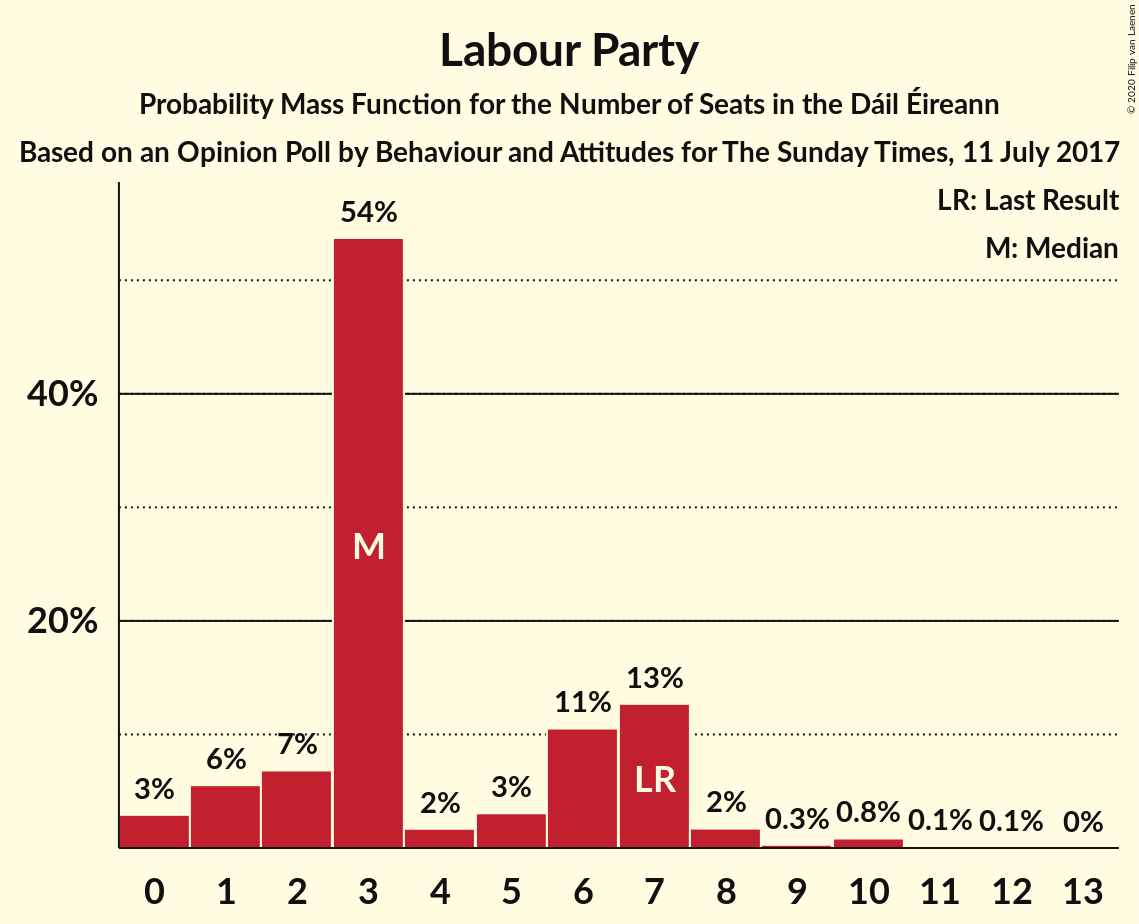 © 2020 Filip van Laenen
Labour Party
Probability Mass Function for the Number of Seats in the Dáil Éireann
Based on an Opinion Poll by Behaviour and Attitudes for The Sunday Times, 11 July 2017
LR: Last Result
M: Median
54%
40%
M
20%
13%
11%
7%
6%
3%
2%
3%
LR
2%
0.3%
0.8%
0.1%
0.1%
0%
0 1 2 3 4 5 6 7 8 9 10 11 12 13